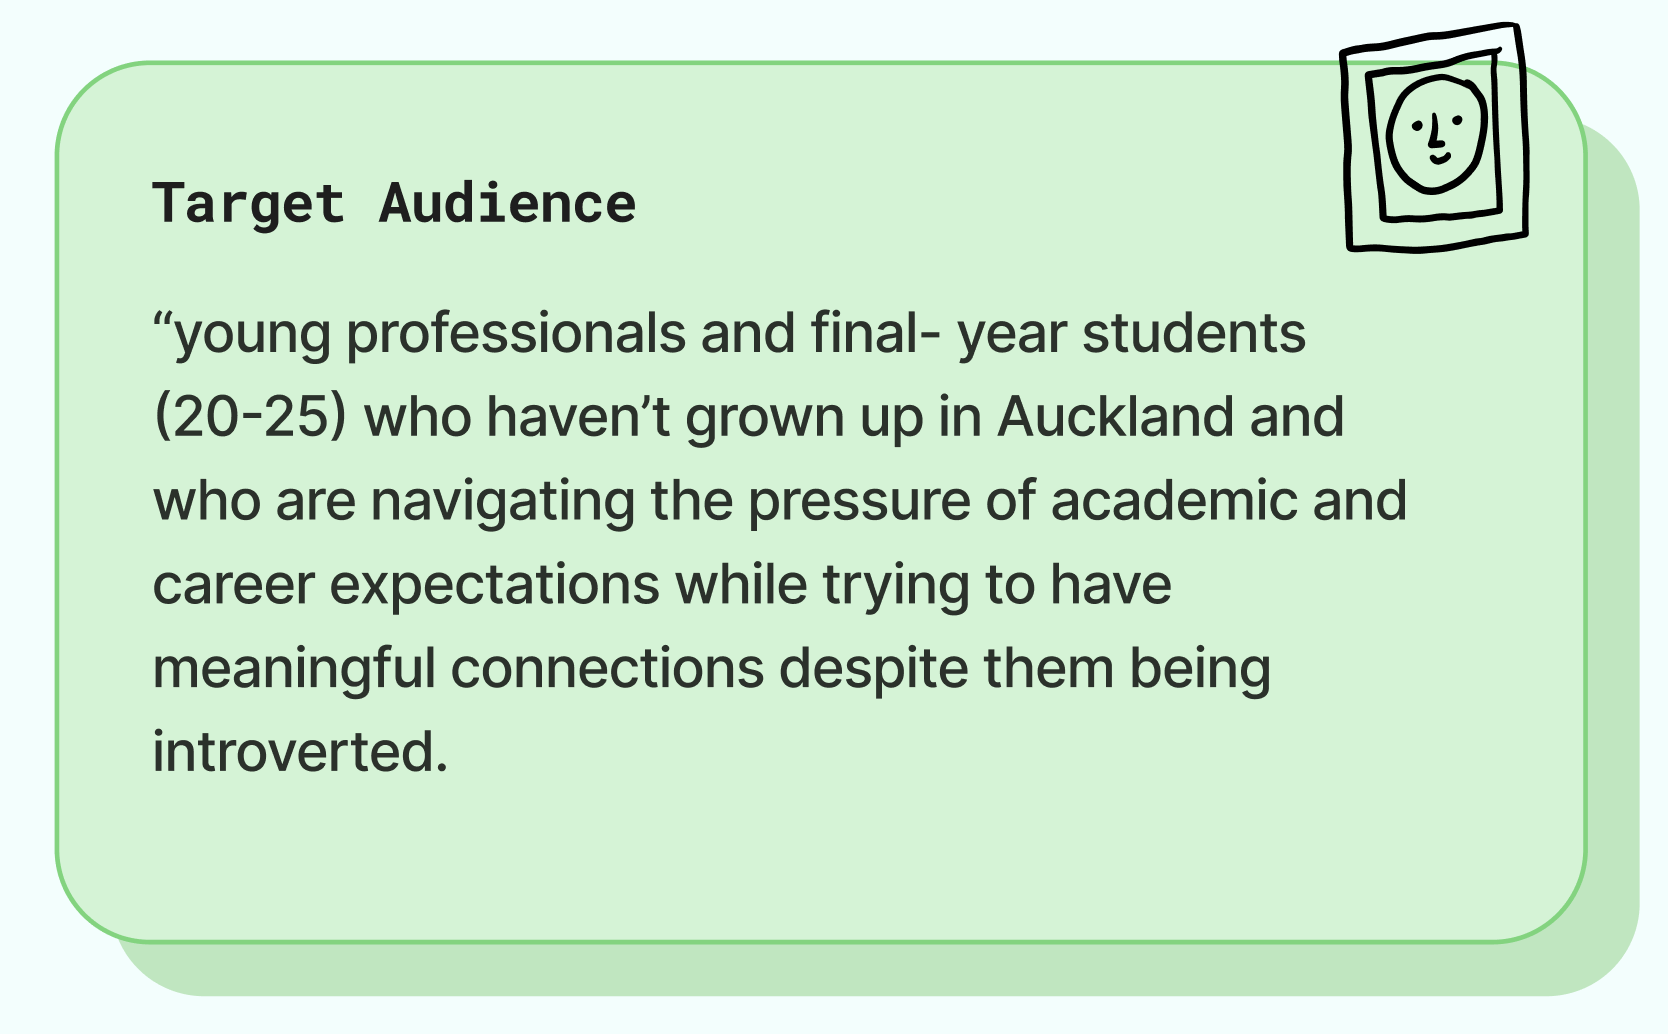 Target Audience
“young professionals and final- year students
(20-25) who haven’t grown up in Auckland and
who are navigating the pressure of academic and
career expectations while trying to have
meaningful connections despite them being
introverted.